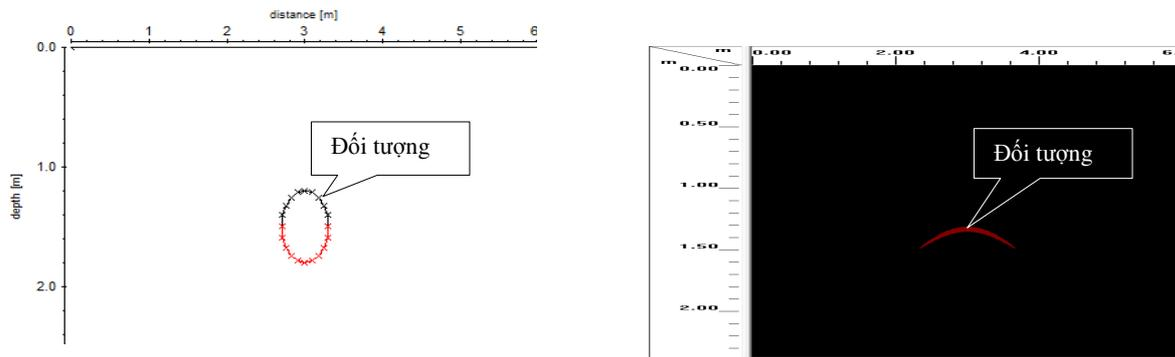 distance [m]
0 1 2 3 4 5 6
0.0
Đối tượng
1.0
depth [m]
2.0
m 0.00 2.00 4.00 6.
m 0.00
0.50
Đối tượng
1.00
1.50
2.00